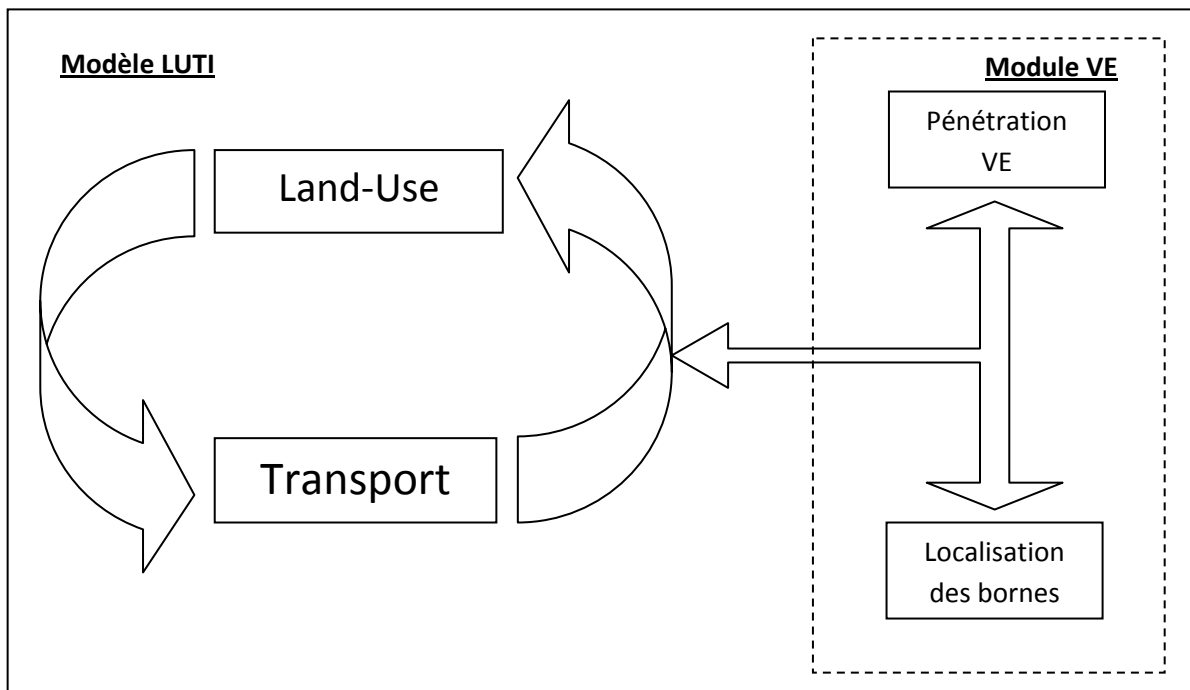 Modèle LUTI
Land-Use
Transport
Module VE
Pénétration
VE
Localisation
des bornes